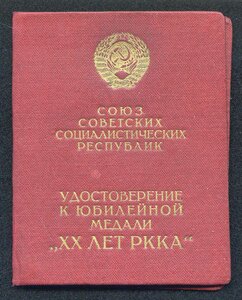 СОЮЗ
СОВЕТСКИХ
СОЦИАЛИСТИЧЕСКИХ
РЕСПУБЛИК
УДОСТОВЕРЕНИЕ
К ЮБИЛЕЙНОЙ
МЕДАЛИ
„XX ЛЕТ РККА“